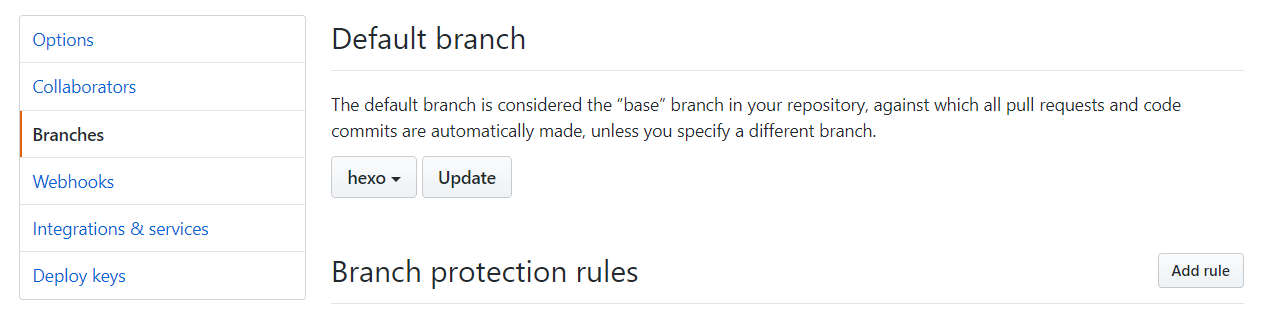 Options
Collaborators
Branches
Webhooks
Integrations & services
Deploy keys
Default branch
The default branch is considered the “base” branch in your repository, against which all pull requests and code
commits are automatically made, unless you specify a different branch.
hexo
Update
Branch protection rules
Add rule